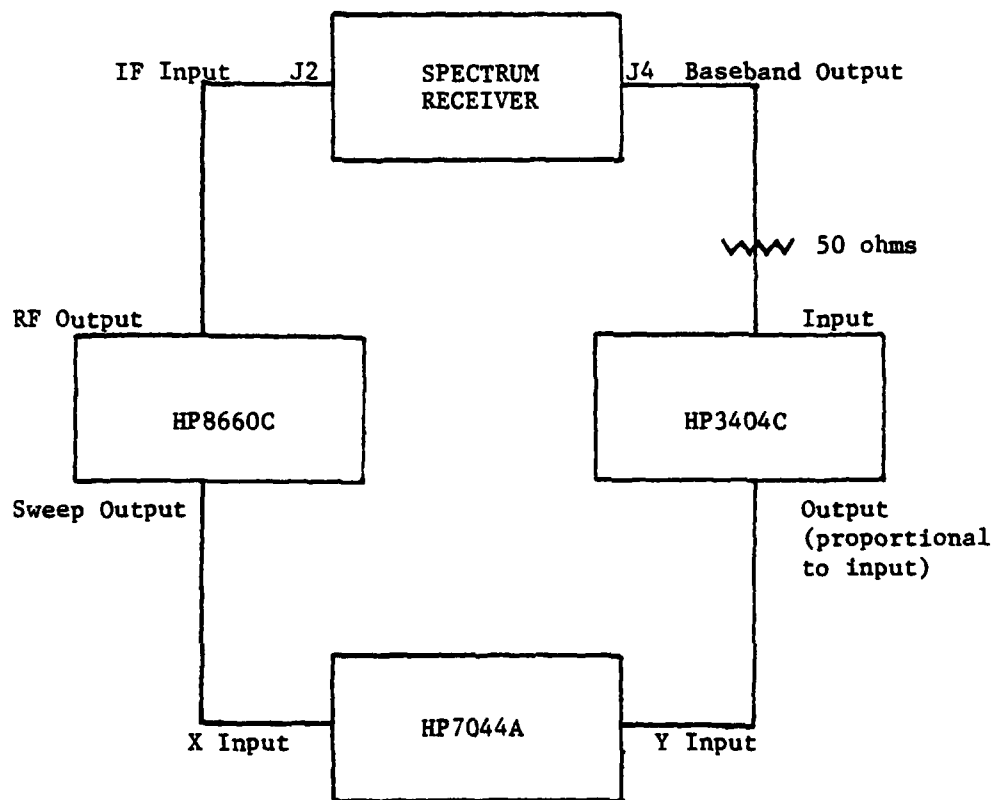 IF Input J2
SPECTRUM
RECEIVER
J4 Baseband Output
50 ohms
RF Output
Input
HP8660C
HP3404C
Sweep Output
Output
(proportional
to input)
HP7044A
X Input
Y Input